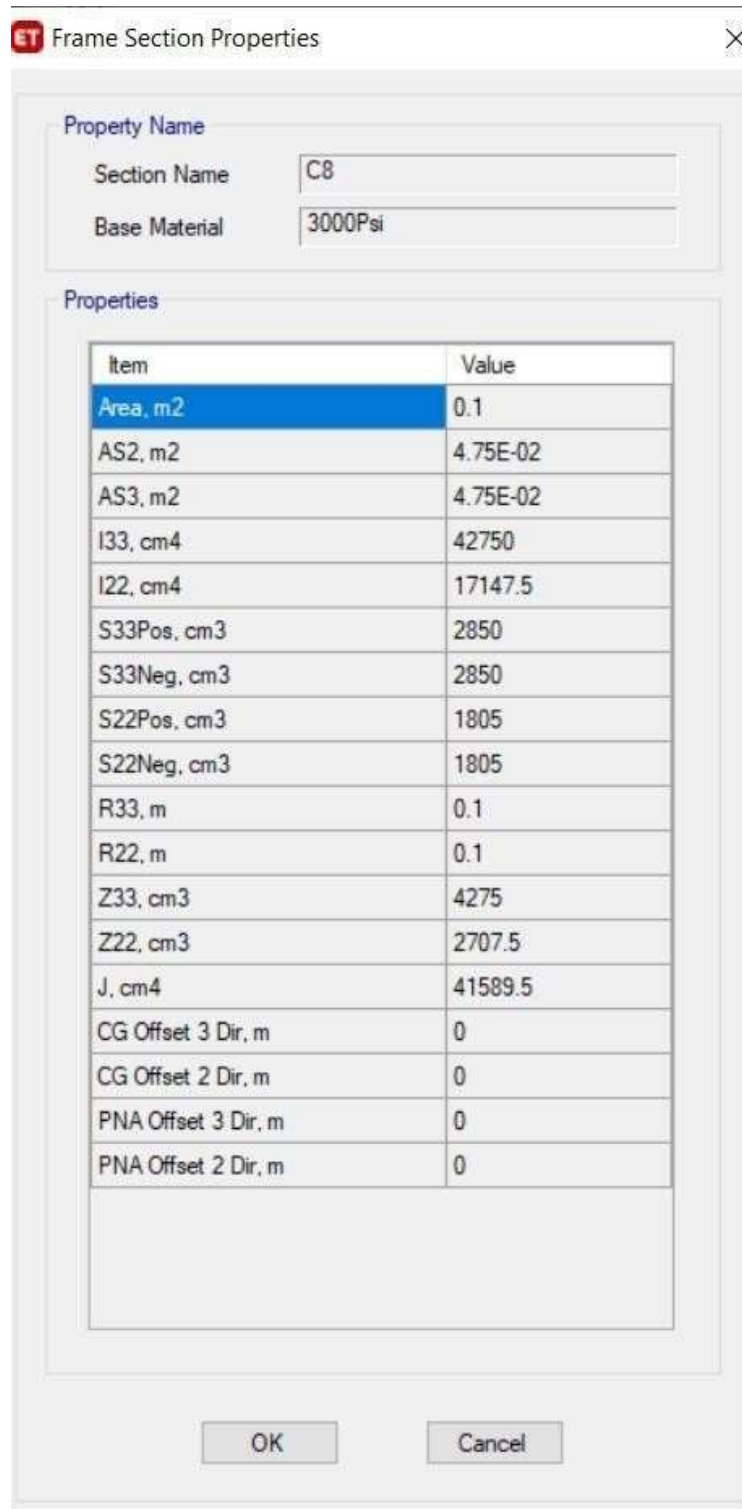 ET Frame Section Properties
Property Name
Section Name C8
Base Material 3000Psi
Properties
Item Value
Area, m2 0.1
AS2, m2 4.75E-02
AS3, m2 4.75E-02
I33, cm4 42750
I22, cm4 17147.5
S33Pos, cm3 2850
S33Neg, cm3 2850
S22Pos, cm3 1805
S22Neg, cm3 1805
R33, m 0.1
R22, m 0.1
Z33, cm3 4275
Z22, cm3 2707.5
J, cm4 41589.5
CG Offset 3 Dir, m 0
CG Offset 2 Dir, m 0
PNA Offset 3 Dir, m 0
PNA Offset 2 Dir, m 0
OK Cancel